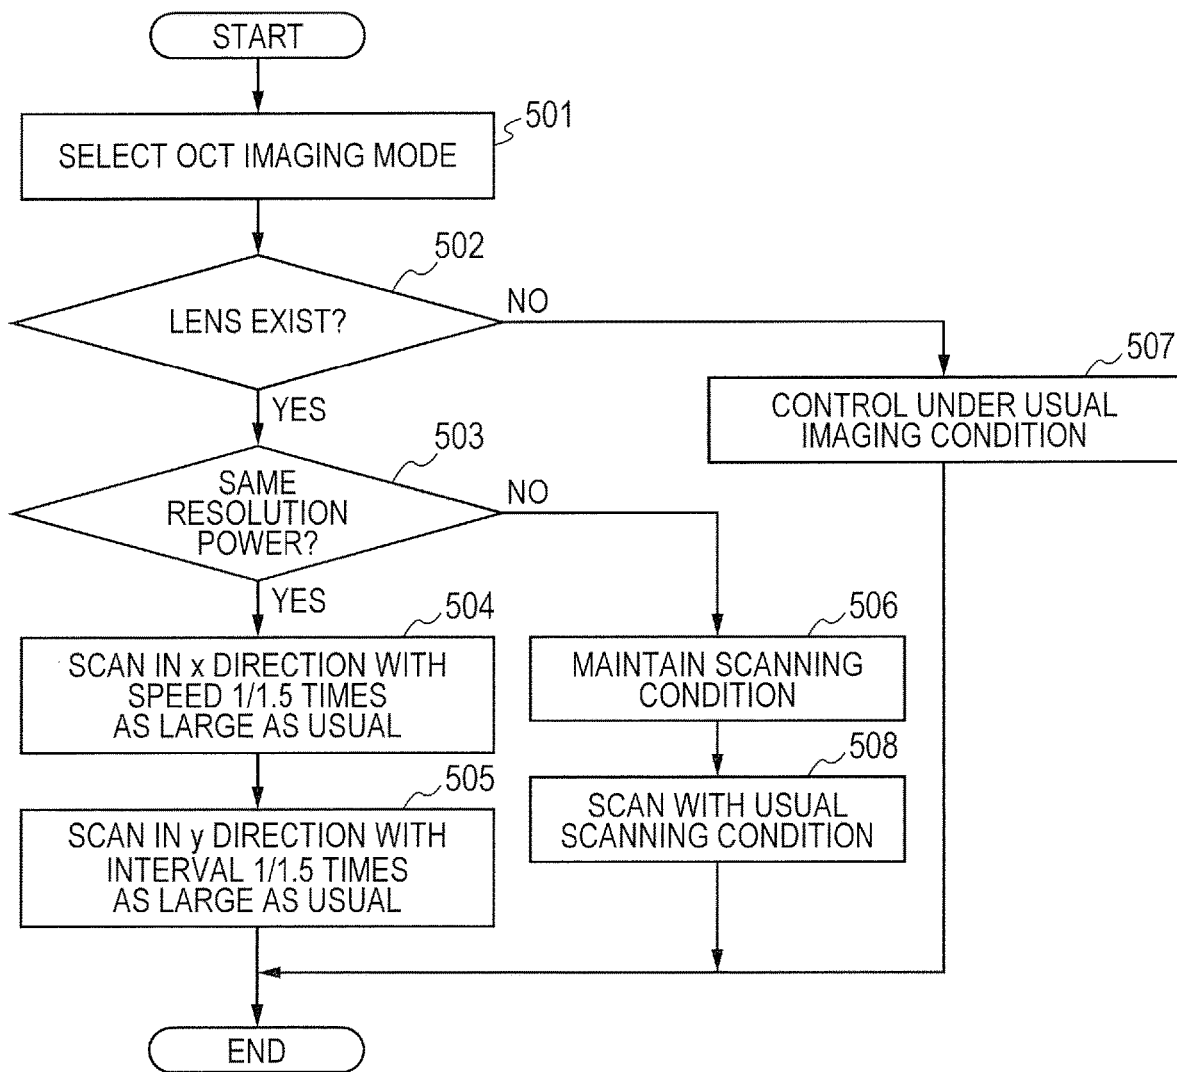 START
501
SELECT OCT IMAGING MODE
502
LENS EXIST?
NO
507
CONTROL UNDER USUAL
IMAGING CONDITION
YES
503
SAME
RESOLUTION
POWER?
NO
YES
504
SCAN IN x DIRECTION WITH
SPEED 1/1.5 TIMES
AS LARGE AS USUAL
506
MAINTAIN SCANNING
CONDITION
505
SCAN IN y DIRECTION WITH
INTERVAL 1/1.5 TIMES
AS LARGE AS USUAL
508
SCAN WITH USUAL
SCANNING CONDITION
END